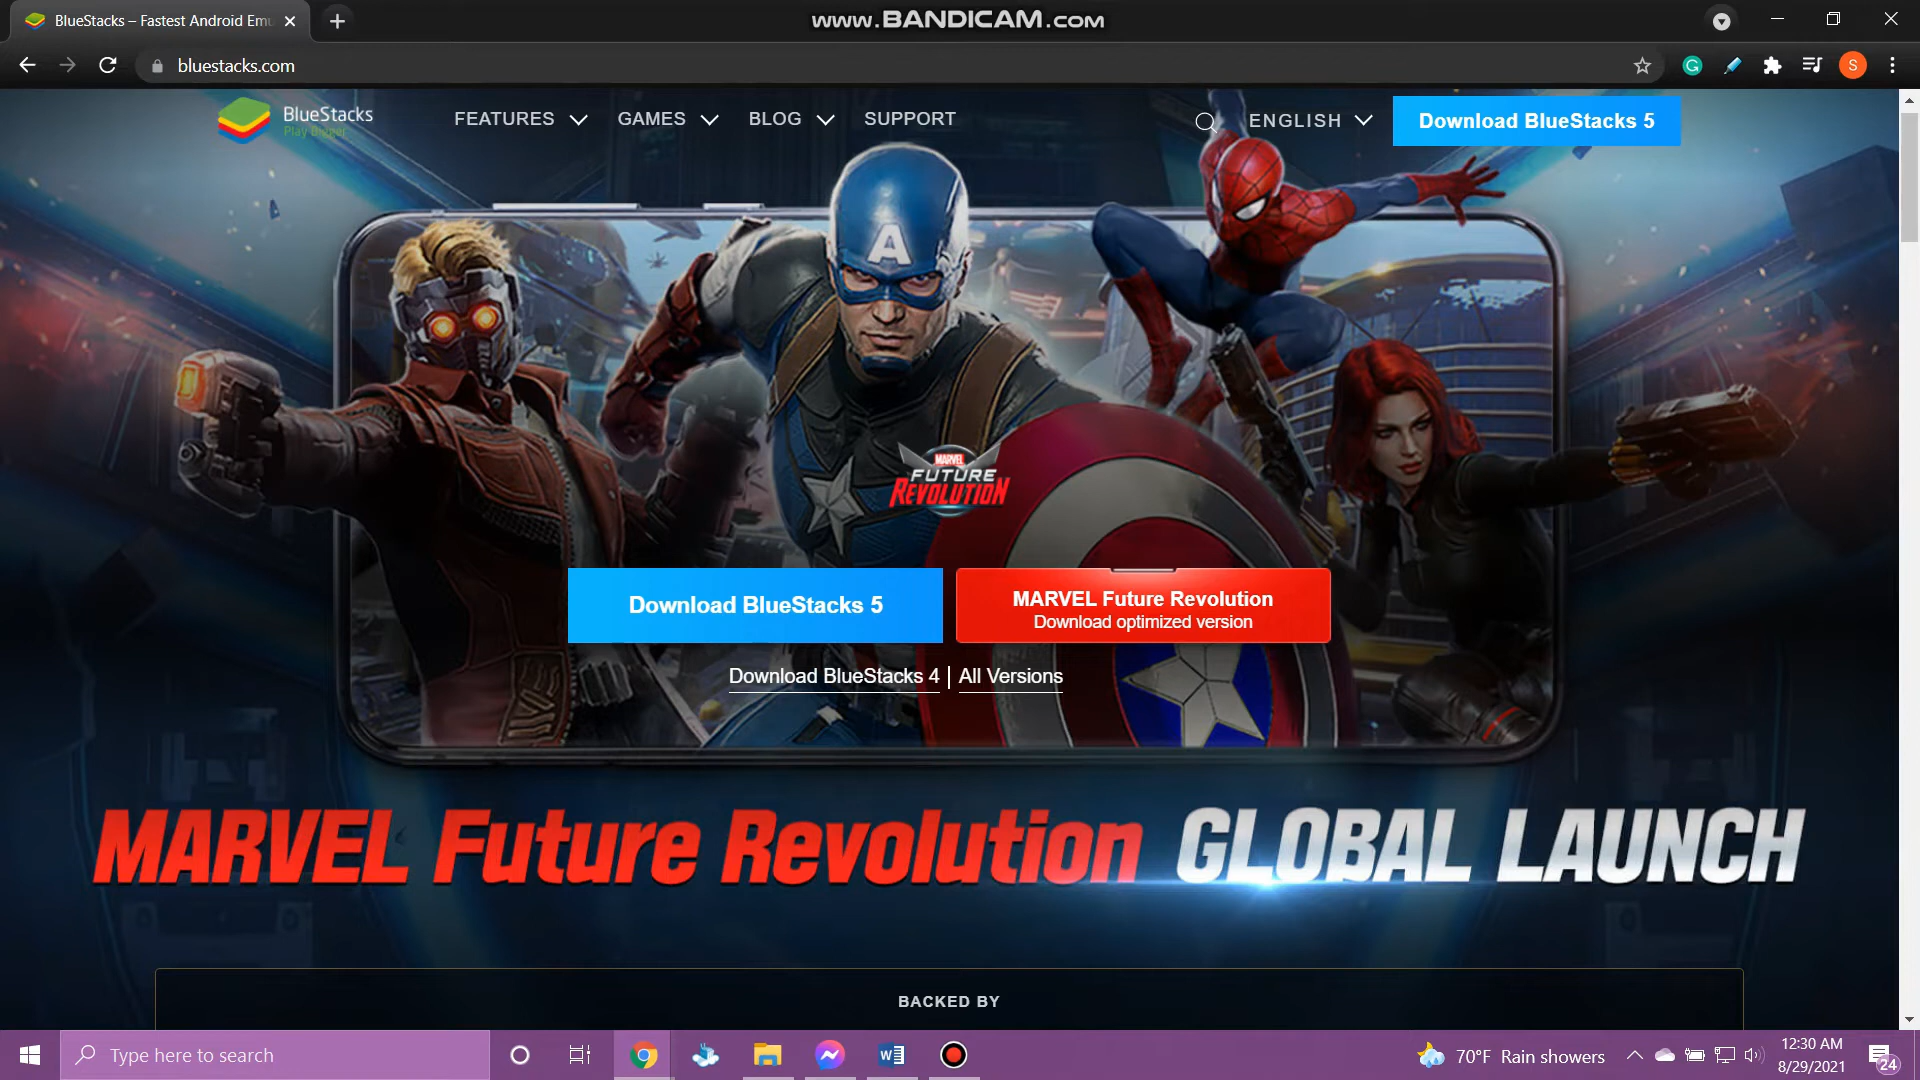 BlueStacks – Fastest Android Emu
www.BANDICAM.com
bluestacks.com
S
BlueStacks
Play Bigger
FEATURES
GAMES
BLOG
SUPPORT
ENGLISH
Download BlueStacks 5
A
MARVEL
FUTURE
REVOLUTION
Download BlueStacks 5
MARVEL Future Revolution
Download optimized version
Download BlueStacks 4 | All Versions
MARVEL Future Revolution GLOBAL LAUNCH
BACKED BY
Type here to search
70°F Rain showers
12:30 AM
8/29/2021
24